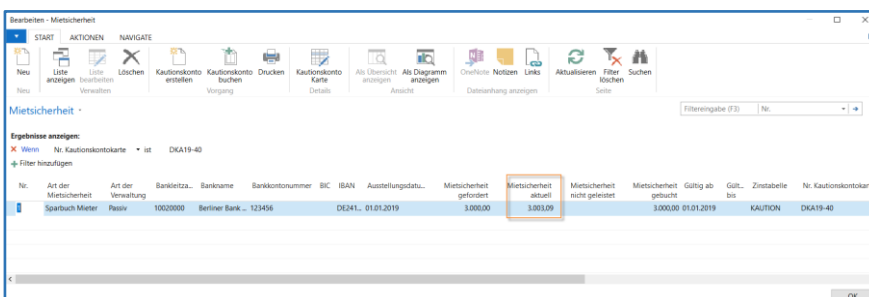 Bearbeiten - Mietsicherheit
START AKTIONEN NAVIGATE
Neu Liste anzeigen Liste bearbeiten Löschen Kautionskonto erstellen Kautionskonto buchen Drucken Kautionskonto Karte Als Übersicht anzeigen Als Diagramm anzeigen OneNote Notizen Links Aktualisieren Filter löschen Suchen
Neu Verwalten Vorgang Details Ansicht Dateianhang anzeigen Seite
Mietsicherheit Filtereingabe (F3) Nr.
Ergebnisse anzeigen:
Wenn Nr. Kautionskontokarte ist DKA19-40
Filter hinzufügen
Nr. Art der Mietsicherheit Art der Verwaltung Bankleitza... Bankname Bankkontonummer BIC IBAN Ausstellungsdatu... Mietsicherheit gefordert Mietsicherheit aktuell Mietsicherheit nicht geleistet Mietsicherheit gebucht Gültig ab Gült... bis Zinstabelle Nr. Kautionskontokar
Sparbuch Mieter Passiv 10020000 Berliner Bank ... 123456 DE241... 01.01.2019 3.000,00 3.003,09 3.000,00 01.01.2019 KAUTION DKA19-40
OK